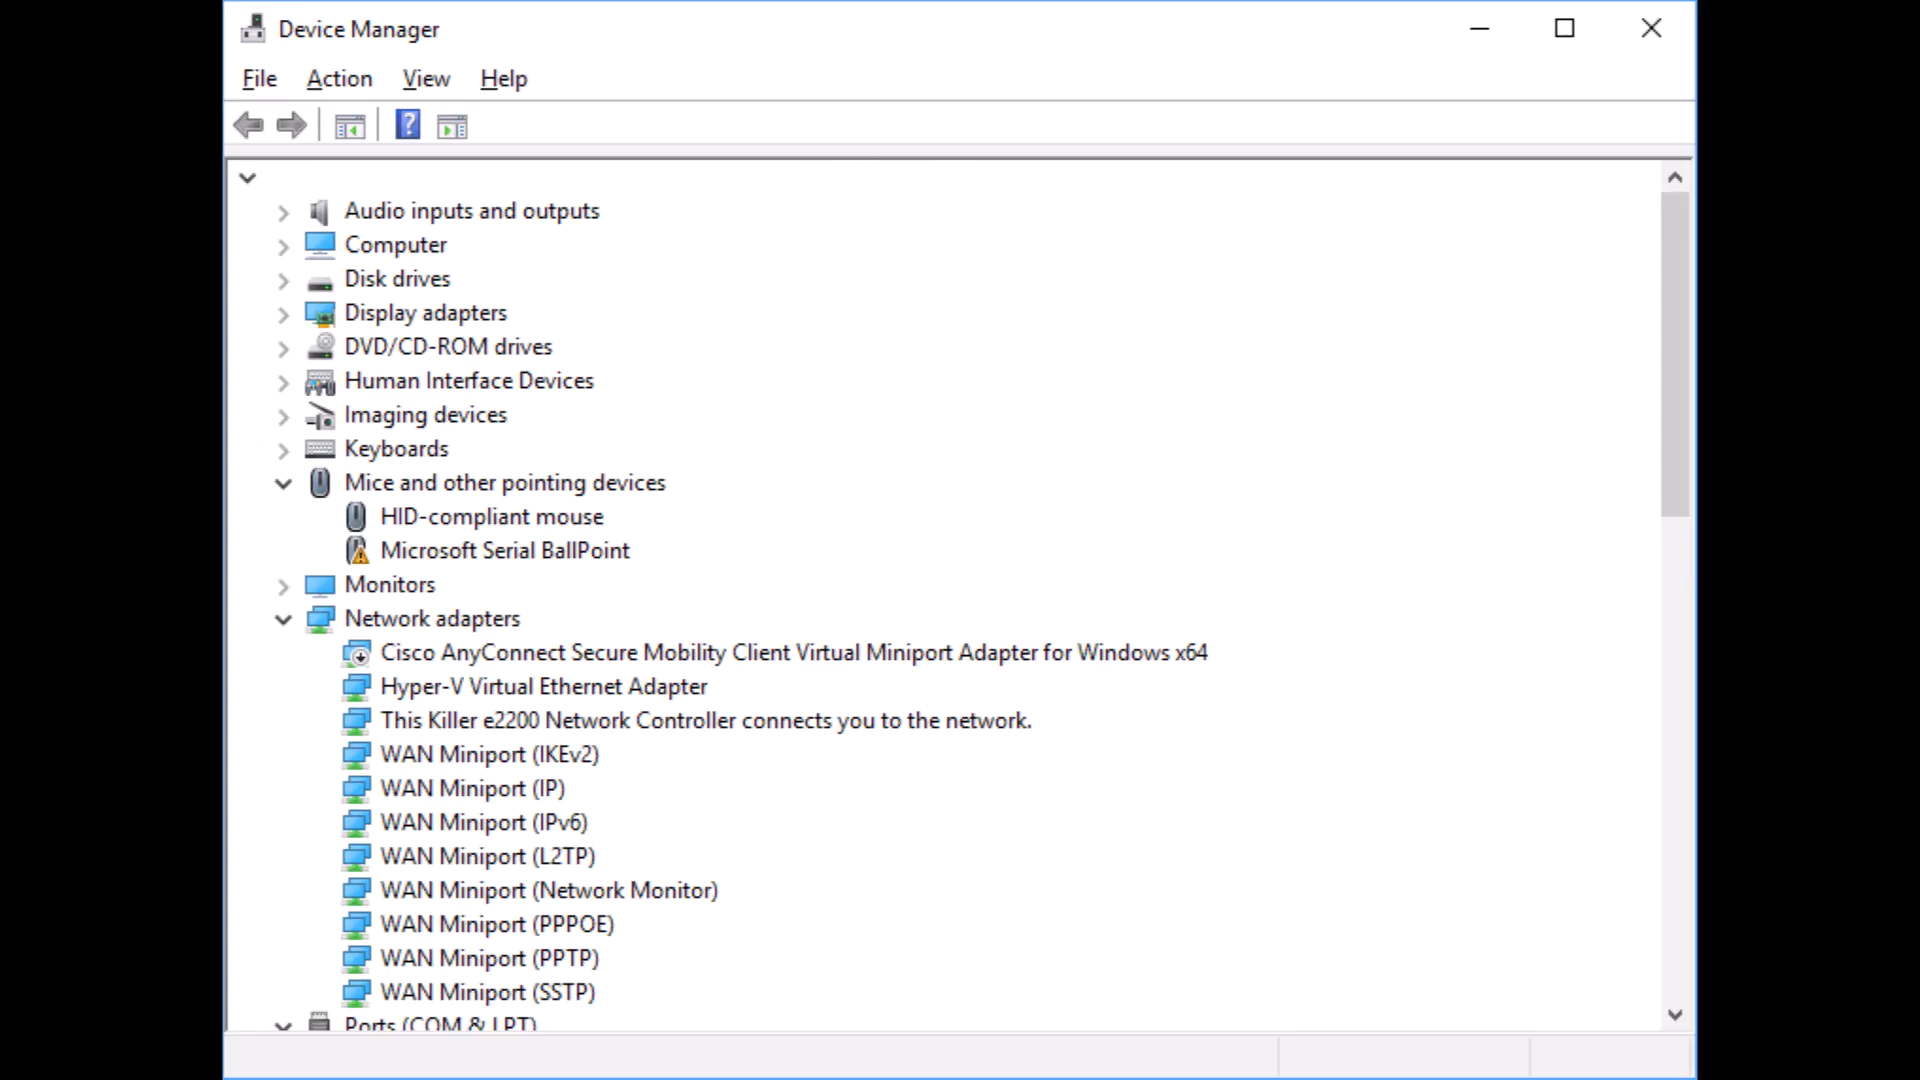 Device Manager
File Action View Help
?
Audio inputs and outputs
Computer
Disk drives
Display adapters
DVD/CD-ROM drives
Human Interface Devices
Imaging devices
Keyboards
Mice and other pointing devices
HID-compliant mouse
Microsoft Serial BallPoint
Monitors
Network adapters
Cisco AnyConnect Secure Mobility Client Virtual Miniport Adapter for Windows x64
Hyper-V Virtual Ethernet Adapter
This Killer e2200 Network Controller connects you to the network.
WAN Miniport (IKEv2)
WAN Miniport (IP)
WAN Miniport (IPv6)
WAN Miniport (L2TP)
WAN Miniport (Network Monitor)
WAN Miniport (PPPOE)
WAN Miniport (PPTP)
WAN Miniport (SSTP)
Ports (COM & LPT)